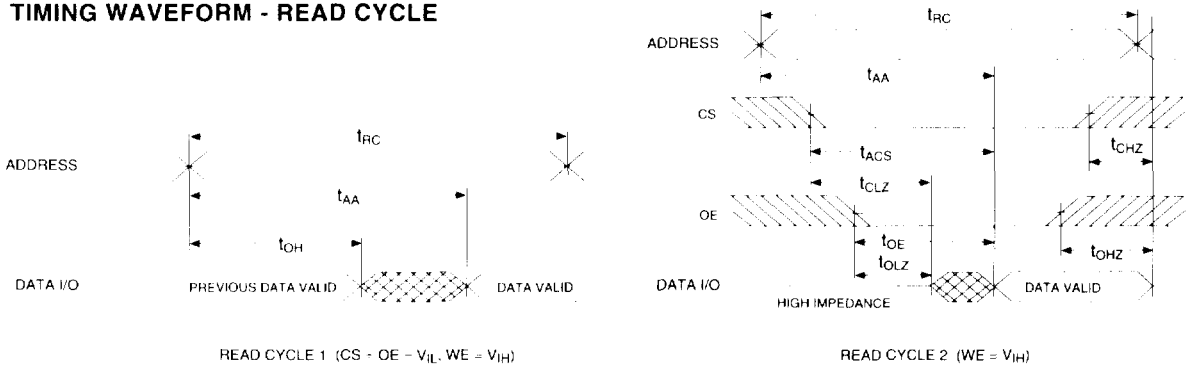 TIMING WAVEFORM - READ CYCLE
tRC
ADDRESS
tAA
tOH
DATA I/O
PREVIOUS DATA VALID
DATA VALID
READ CYCLE 1 (CS - OE - VIL, WE = VIH)
tRC
ADDRESS
tAA
CS
tACS
tCHZ
tCLZ
OE
tOE
tOHZ
tOLZ
DATA I/O
HIGH IMPEDANCE
DATA VALID
READ CYCLE 2 (WE = VIH)